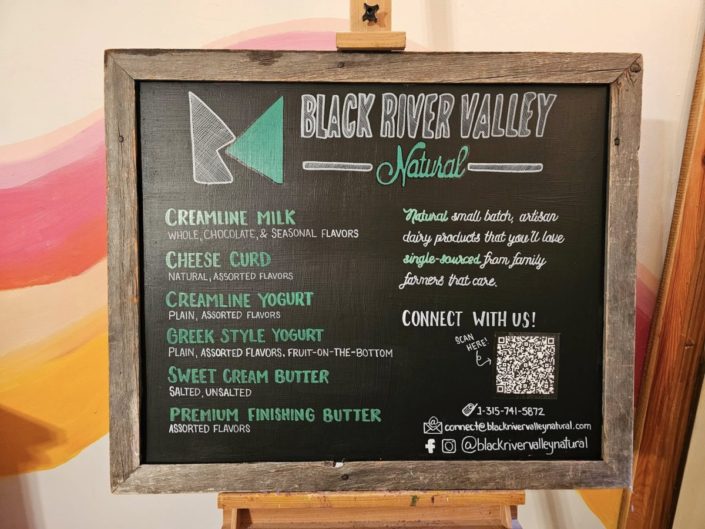 BLACK RIVER VALLEY
Natural
CREAMLINE MILK
WHOLE, CHOCOLATE, & SEASONAL FLAVORS
CHEESE CURD
NATURAL, ASSORTED FLAVORS
CREAMLINE YOGURT
PLAIN, ASSORTED FLAVORS
GREEK STYLE YOGURT
PLAIN, ASSORTED FLAVORS, FRUIT-ON-THE-BOTTOM
SWEET CREAM BUTTER
SALTED, UNSALTED
PREMIUM FINISHING BUTTER
ASSORTED FLAVORS
Natural small batch, artisan
dairy products that you'll love
single-sourced from family
farmers that care.
CONNECT WITH US!
SCAN
HERE!
1-315-741-5872
connect@blackrivervalleynatural.com
@blackrivervalleynatural